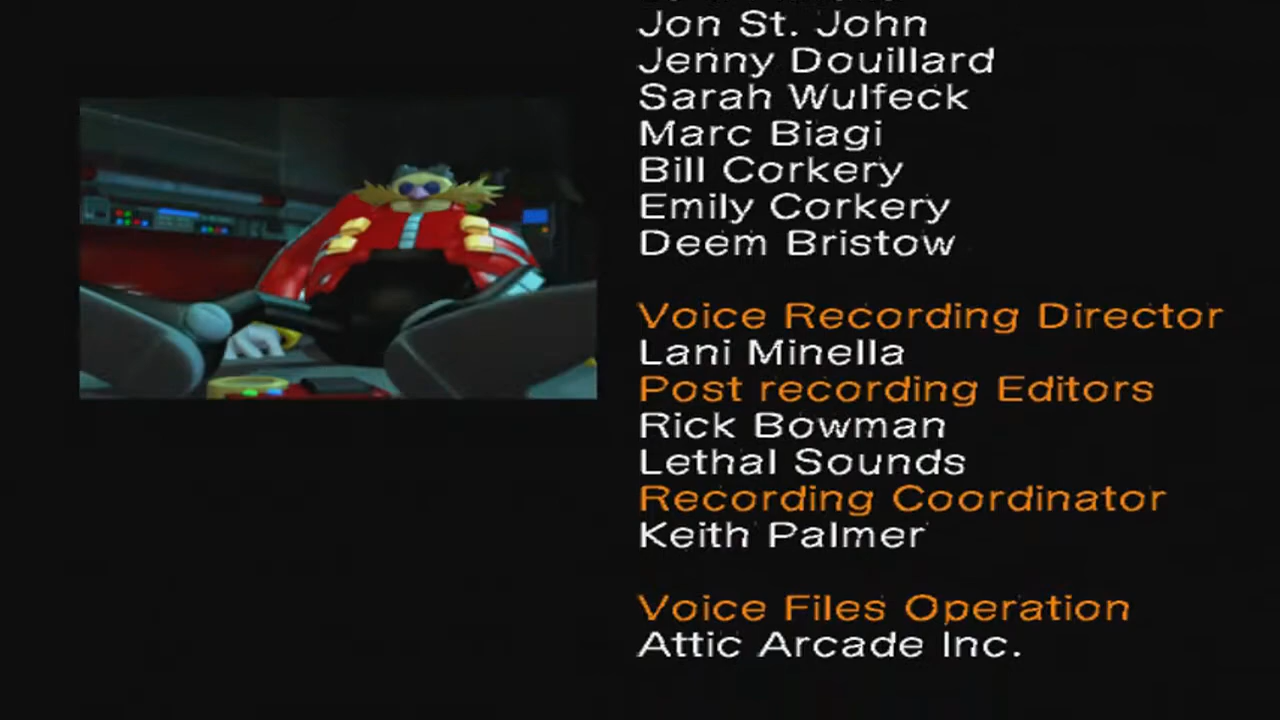 Jon St. John
Jenny Douillard
Sarah Wulfeck
Marc Biagi
Bill Corkery
Emily Corkery
Deem Bristow
Voice Recording Director
Lani Minella
Post recording Editors
Rick Bowman
Lethal Sounds
Recording Coordinator
Keith Palmer
Voice Files Operation
Attic Arcade Inc.